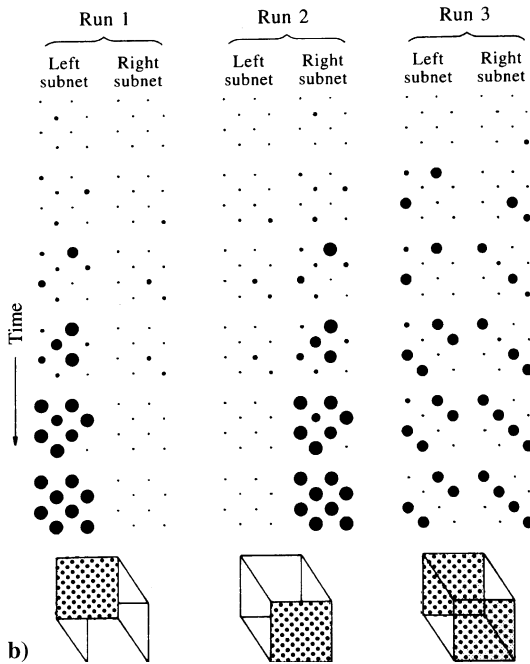 Run 1 Run 2 Run 3
Left Right Left Right Left Right
subnet subnet subnet subnet subnet subnet
Time
b)